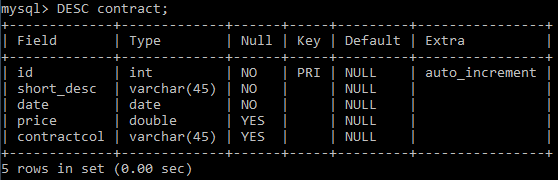 mysql> DESC contract;
+-------------+-------------+------+-----+---------+----------------+
| Field       | Type        | Null | Key | Default | Extra          |
+-------------+-------------+------+-----+---------+----------------+
| id          | int         | NO   | PRI | NULL    | auto_increment |
| short_desc  | varchar(45) | NO   |     | NULL    |                |
| date        | date        | NO   |     | NULL    |                |
| price       | double      | YES  |     | NULL    |                |
| contractcol | varchar(45) | YES  |     | NULL    |                |
+-------------+-------------+------+-----+---------+----------------+
5 rows in set (0.00 sec)